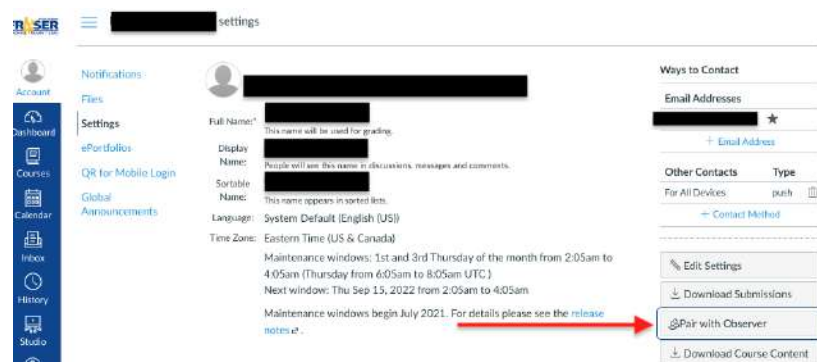 FRASER
settings
Account
Dashboard
Courses
Calendar
Inbox
History
Studio
Notifications
Files
Settings
ePortfolios
QR for Mobile Login
Global
Announcements
Full Name:*
This name will be used for grading.
Display
Name:
People will see this name in discussions, messages and comments.
Sortable
Name:
This name appears in sorted lists.
Language: System Default (English (US))
Time Zone: Eastern Time (US & Canada)
Maintenance windows: 1st and 3rd Thursday of the month from 2:05am to
4:05am (Thursday from 6:05am to 8:05am UTC )
Next window: Thu Sep 15, 2022 from 2:05am to 4:05am
Maintenance windows begin July 2021. For details please see the release
notes .
Ways to Contact
Email Addresses
+ Email Address
Other Contacts Type
For All Devices push
+ Contact Method
Edit Settings
Download Submissions
Pair with Observer
Download Course Content